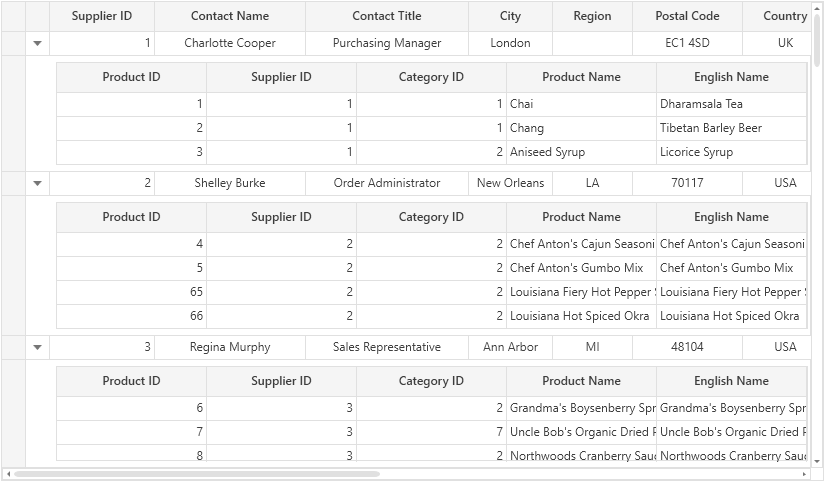 Supplier ID Contact Name Contact Title City Region Postal Code Country
1 Charlotte Cooper Purchasing Manager London EC1 4SD UK
Product ID Supplier ID Category ID Product Name English Name
1 1 1 Chai Dharamsala Tea
2 1 1 Chang Tibetan Barley Beer
3 1 2 Aniseed Syrup Licorice Syrup
2 Shelley Burke Order Administrator New Orleans LA 70117 USA
Product ID Supplier ID Category ID Product Name English Name
4 2 2 Chef Anton's Cajun Seasoni Chef Anton's Cajun Seasoni
5 2 2 Chef Anton's Gumbo Mix Chef Anton's Gumbo Mix
65 2 2 Louisiana Fiery Hot Pepper Louisiana Fiery Hot Pepper
66 2 2 Louisiana Hot Spiced Okra Louisiana Hot Spiced Okra
3 Regina Murphy Sales Representative Ann Arbor MI 48104 USA
Product ID Supplier ID Category ID Product Name English Name
6 3 2 Grandma's Boysenberry Spr Grandma's Boysenberry Spr
7 3 7 Uncle Bob's Organic Dried Uncle Bob's Organic Dried
8 3 2 Northwoods Cranberry Sau Northwoods Cranberry Sau